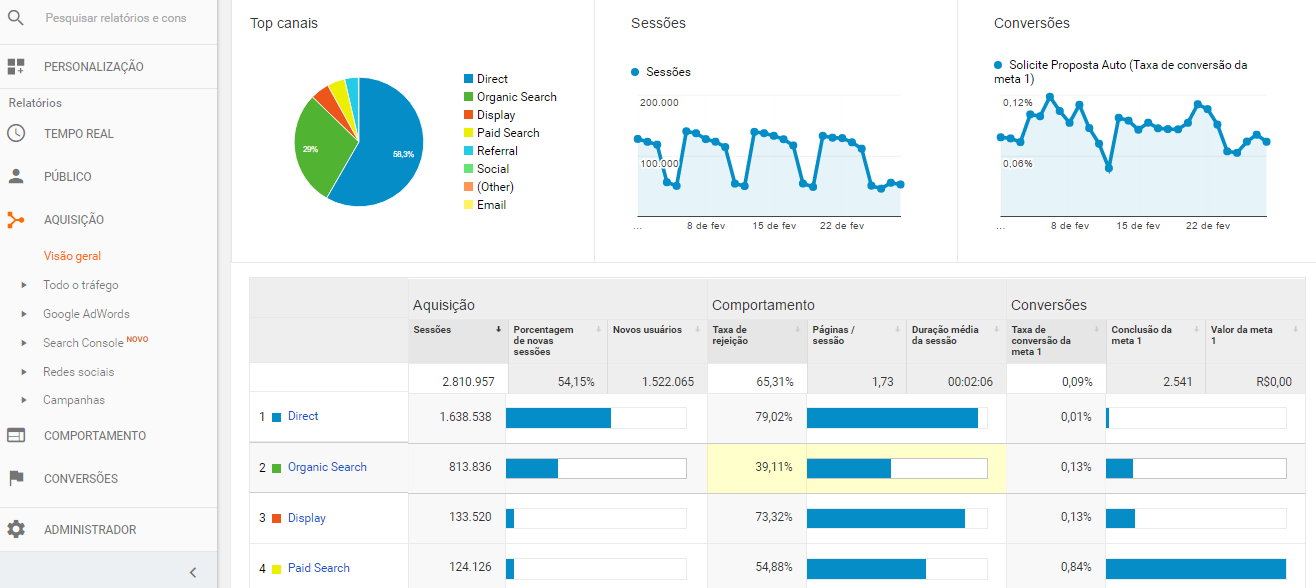 Pesquisar relatórios e cons
PERSONALIZAÇÃO
Relatórios
TEMPO REAL
PÚBLICO
AQUISIÇÃO
Visão geral
Todo o tráfego
Google AdWords
Search Console NOVO
Redes sociais
Campanhas
COMPORTAMENTO
CONVERSÕES
ADMINISTRADOR
Top canais
58,3%
29%
Direct
Organic Search
Display
Paid Search
Referral
Social
(Other)
Email
Sessões
Sessões
200.000
100.000
...
8 de fev
15 de fev
22 de fev
Conversões
Solicite Proposta Auto (Taxa de conversão da
meta 1)
0,12%
0,06%
...
8 de fev
15 de fev
22 de fev
Aquisição
Comportamento
Conversões
Sessões
Porcentagem
de novas
sessões
Novos usuários
Taxa de
rejeição
Páginas /
sessão
Duração média
da sessão
Taxa de
conversão da
meta 1
Conclusão da
meta 1
Valor da meta
1
2.810.957 54,15% 1.522.065 65,31% 1,73 00:02:06 0,09% 2.541 R$0,00
1 Direct 1.638.538 79,02% 0,01%
2 Organic Search 813.836 39,11% 0,13%
3 Display 133.520 73,32% 0,13%
4 Paid Search 124.126 54,88% 0,84%